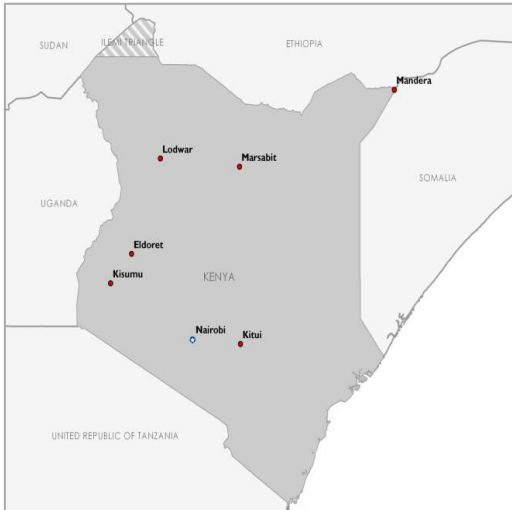 SUDAN
ILEMI TRIANGLE
ETHIOPIA
Mandera
Lodwar
Marsabit
SOMALIA
UGANDA
Eldoret
Kisumu
KENYA
Nairobi
Kitui
UNITED REPUBLIC OF TANZANIA